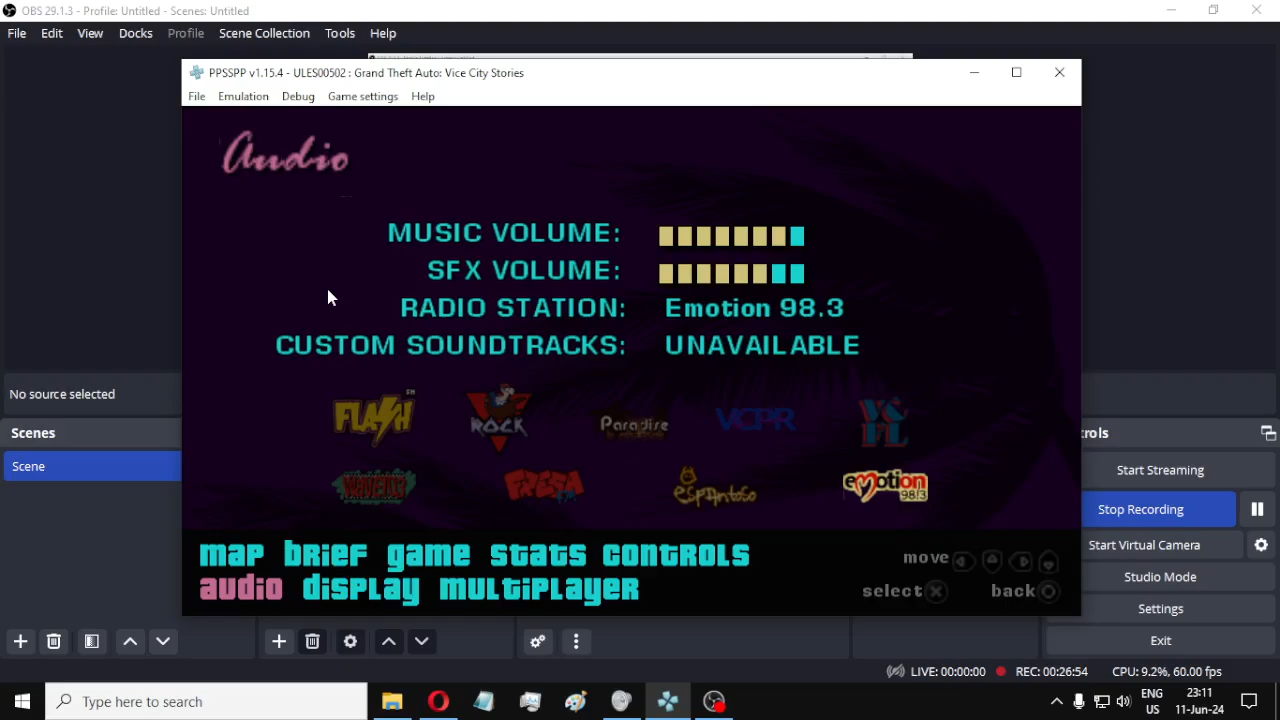 OBS 29.1.3 - Profile: Untitled - Scenes: Untitled
File Edit View Docks Profile Scene Collection Tools Help
PPSSPP v1.15.4 - ULES00502 : Grand Theft Auto: Vice City Stories
File Emulation Debug Game settings Help
Audio
MUSIC VOLUME:
SFX VOLUME:
RADIO STATION: Emotion 98.3
CUSTOM SOUNDTRACKS: UNAVAILABLE
FLASH ROCK Paradise VCPR VCFL
WAVE 103 FRESH espantoso emotion 98.3
map brief game stats controls
audio display multiplayer
move
select back
No source selected
Scenes
Scene
rols
Start Streaming
Stop Recording
Start Virtual Camera
Studio Mode
Settings
Exit
LIVE: 00:00:00 REC: 00:26:54 CPU: 9.2%, 60.00 fps
Type here to search
ENG
US
23:11
11-Jun-24